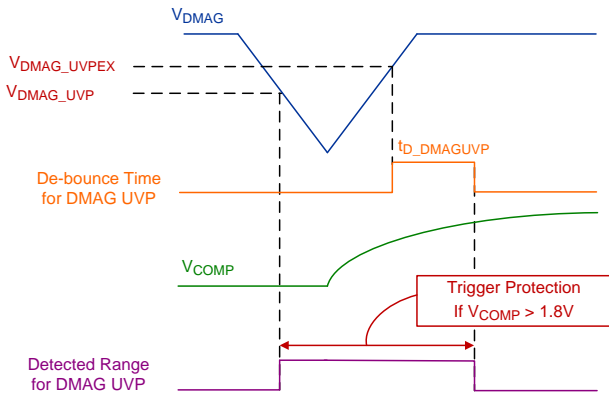 VDMAG
VDMAG_UVPEX
VDMAG_UVP
tD_DMAGUVP
De-bounce Time
for DMAG UVP
VCOMP
Trigger Protection
If VCOMP > 1.8V
Detected Range
for DMAG UVP